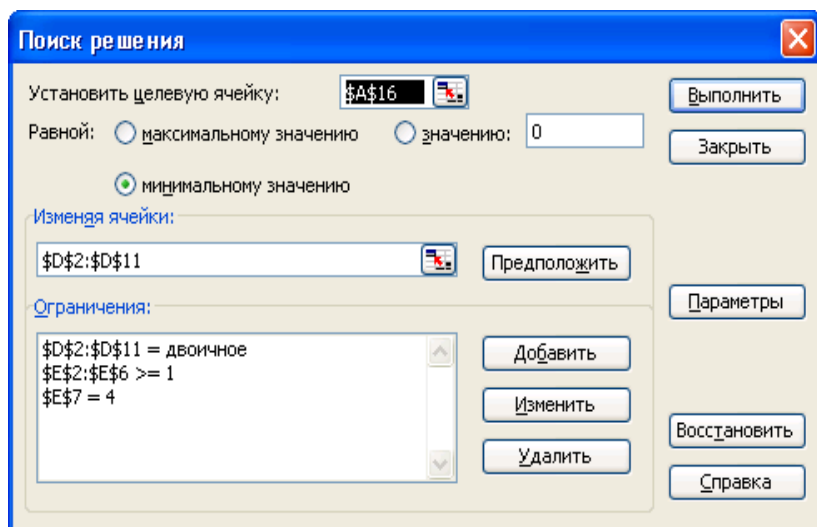 Поиск решения
Установить целевую ячейку: $A$16 Выполнить
Равной: максимальному значению значению: 0 Закрыть
минимальному значению
Изменяя ячейки:
$D$2:$D$11 Предположить
Ограничения: Параметры
$D$2:$D$11 = двоичное Добавить
$E$2:$E$6 >= 1
$E$7 = 4 Изменить
Восстановить
Удалить
Справка